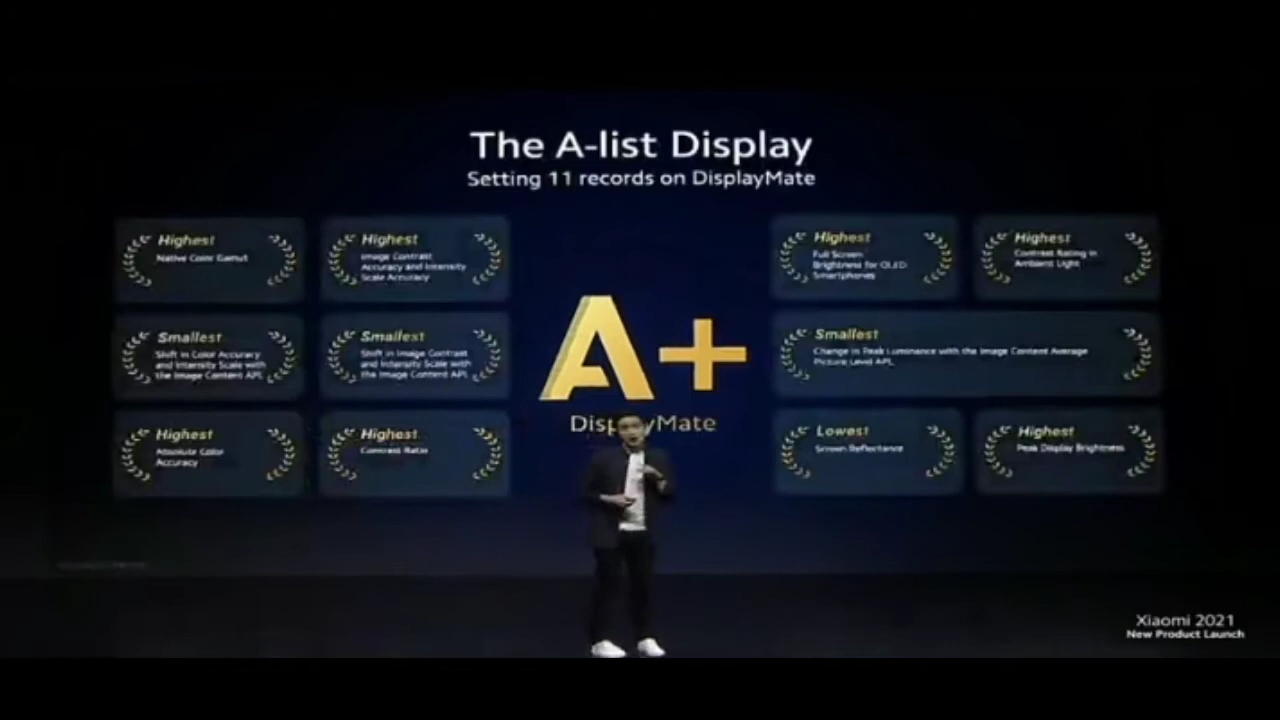 The A-list Display
Setting 11 records on DisplayMate
Highest
Native Color Gamut
Highest
Image Contrast
Accuracy and Intensity
Scale Accuracy
Highest
Full Screen
Brightness for OLED
Smartphones
Highest
Contrast Rating in
Ambient Light
Smallest
Shift in Color Accuracy
and Intensity Scale with
the Image Content APL
Smallest
Shift in Image Contrast
and Intensity Scale with
the Image Content APL
A+
DisplayMate
Smallest
Change in Peak Luminance with the Image Content Average
Picture Level APL
Highest
Absolute Color
Accuracy
Highest
Contrast Ratio
Lowest
Screen Reflectance
Highest
Peak Display Brightness
Xiaomi 2021
New Product Launch